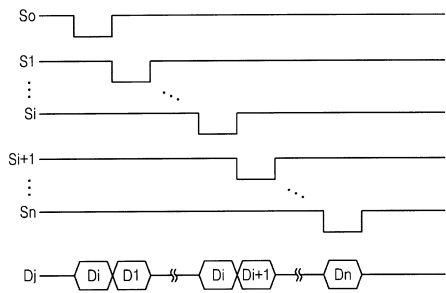 So
S1
⋮
Si
Si+1
⋮
Sn
Dj Di D1 Di Di+1 Dn